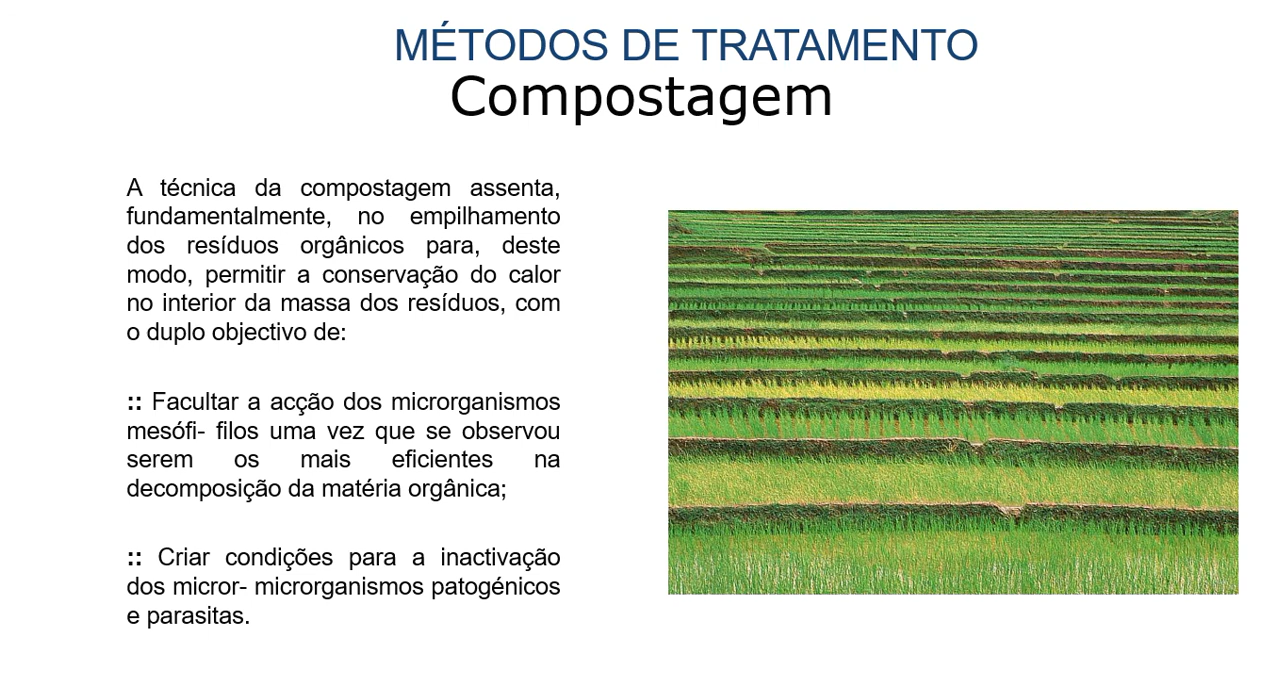 MÉTODOS DE TRATAMENTO
Compostagem
A técnica da compostagem assenta,
fundamentalmente, no empilhamento
dos resíduos orgânicos para, deste
modo, permitir a conservação do calor
no interior da massa dos resíduos, com
o duplo objectivo de:
:: Facultar a acção dos microrganismos
mesófi- filos uma vez que se observou
serem os mais eficientes na
decomposição da matéria orgânica;
:: Criar condições para a inactivação
dos micror- microrganismos patogénicos
e parasitas.